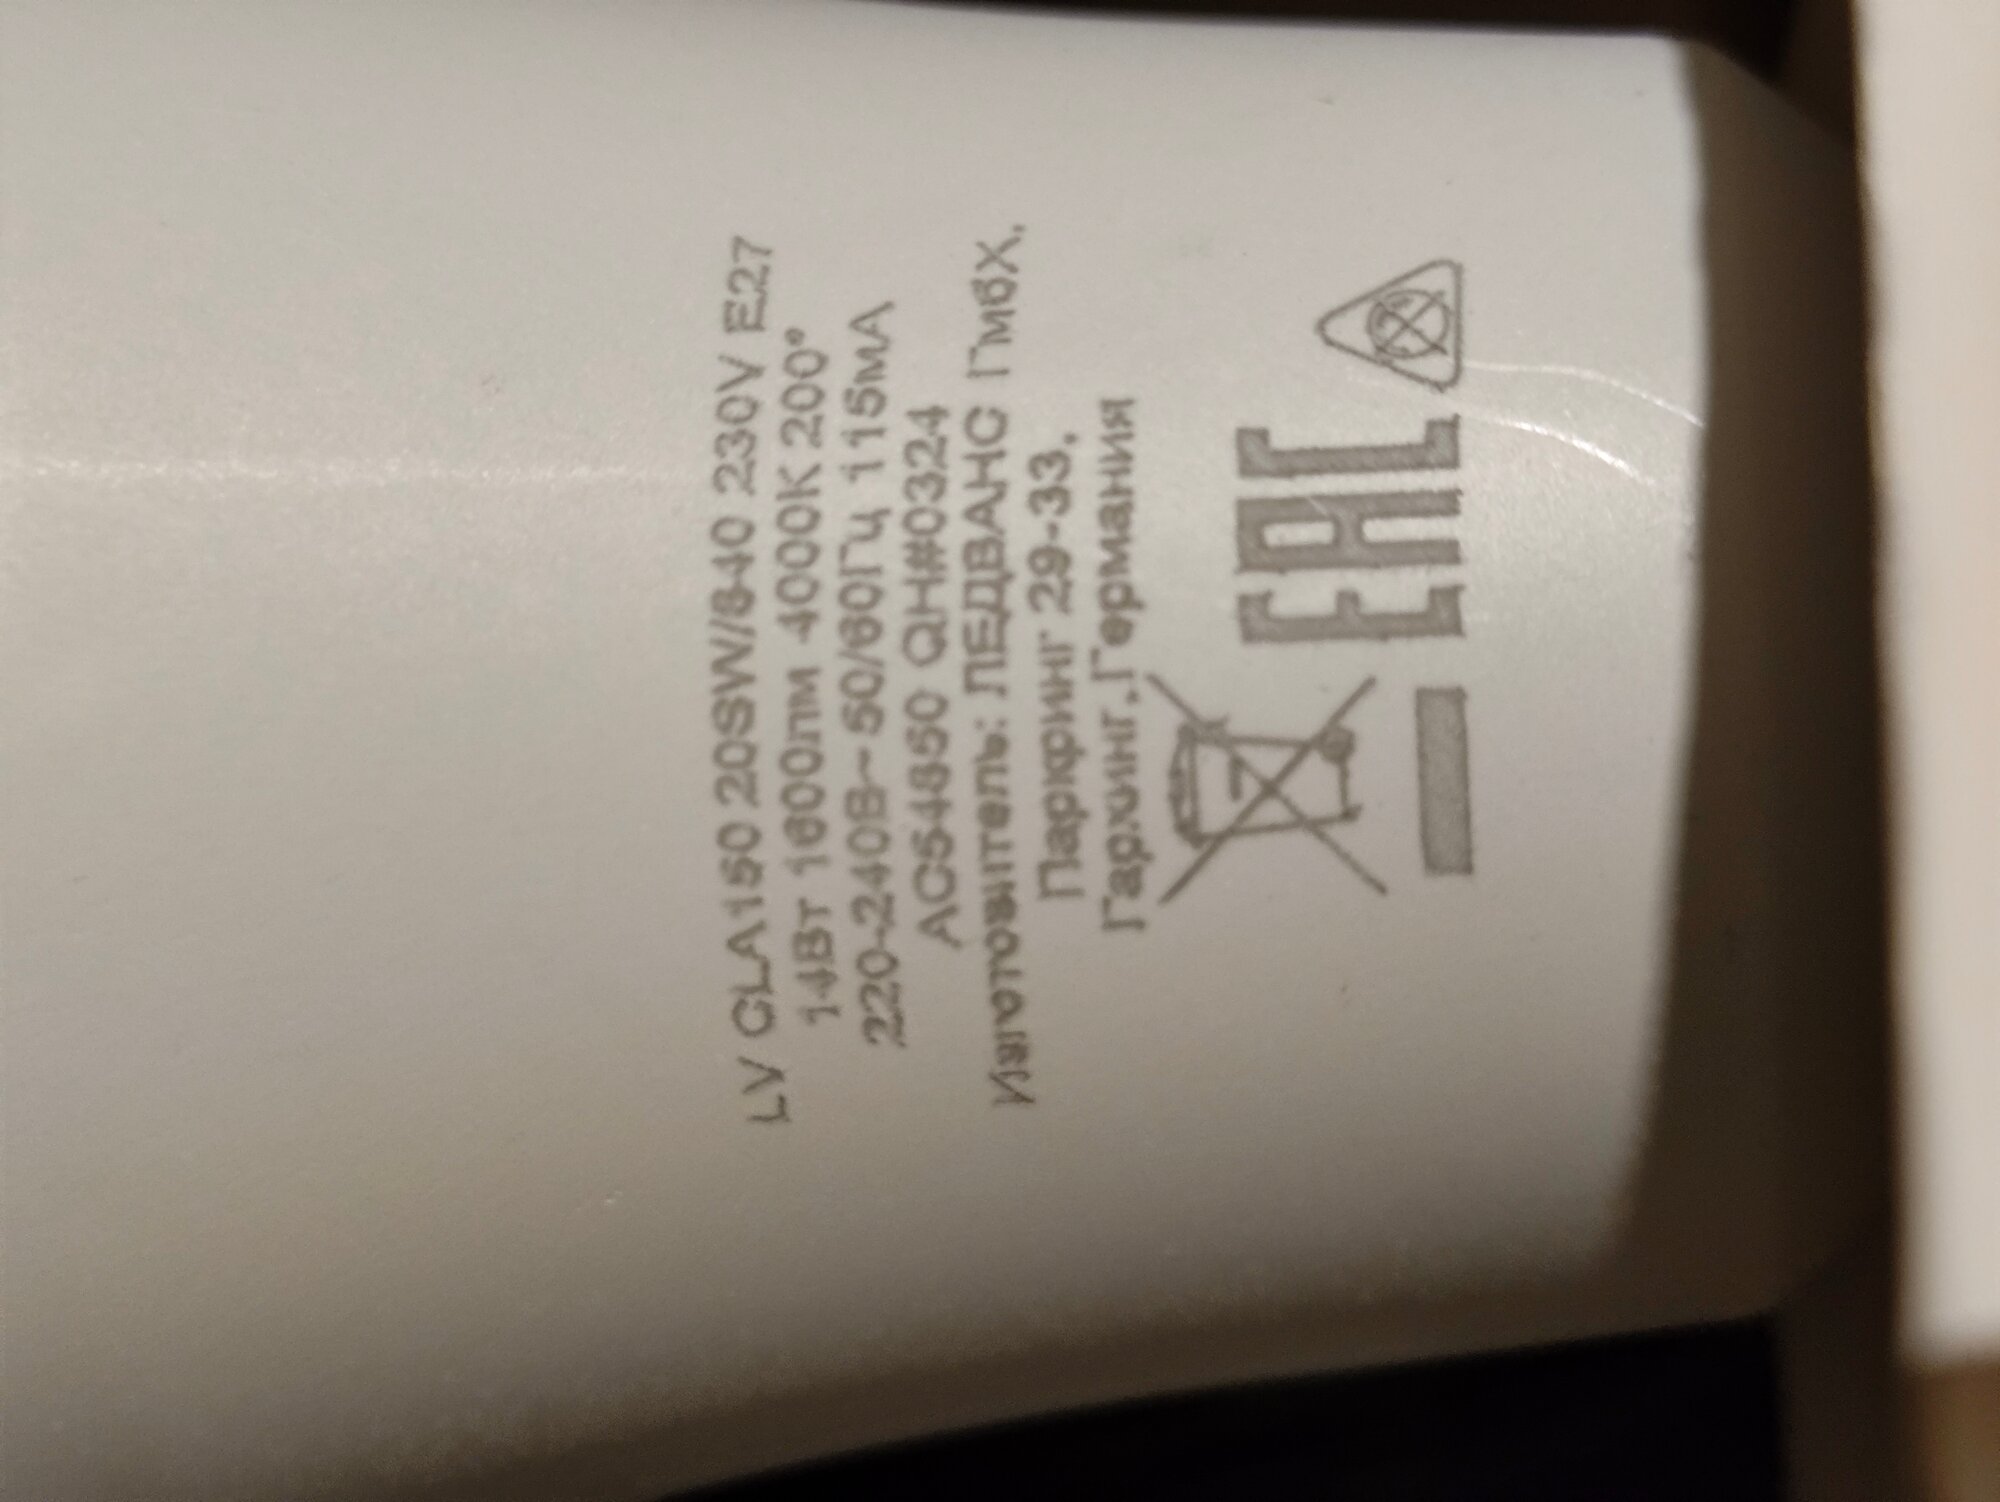 LV CLA150 20SW/840 230V E27
14Вт 1600лм 4000K 200°
220-240В~50/60Гц 115мА
AC54850 QH#0324
Изготовитель: ЛЕДВАНС ГмбХ,
Паркринг 29-33,
Гархинг,Германия
EAC